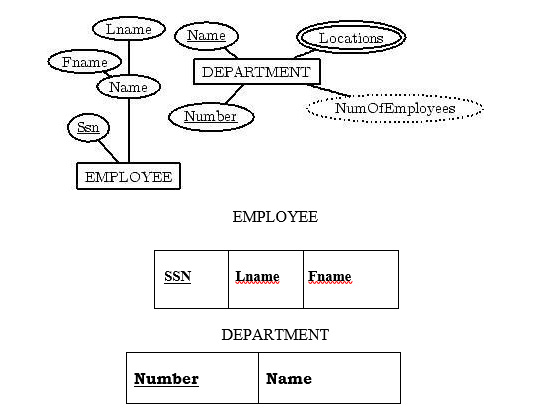 Lname
Name
Locations
Fname
DEPARTMENT
Name
NumOfEmployees
Number
Ssn
EMPLOYEE
EMPLOYEE
SSN Lname Fname
DEPARTMENT
Number Name